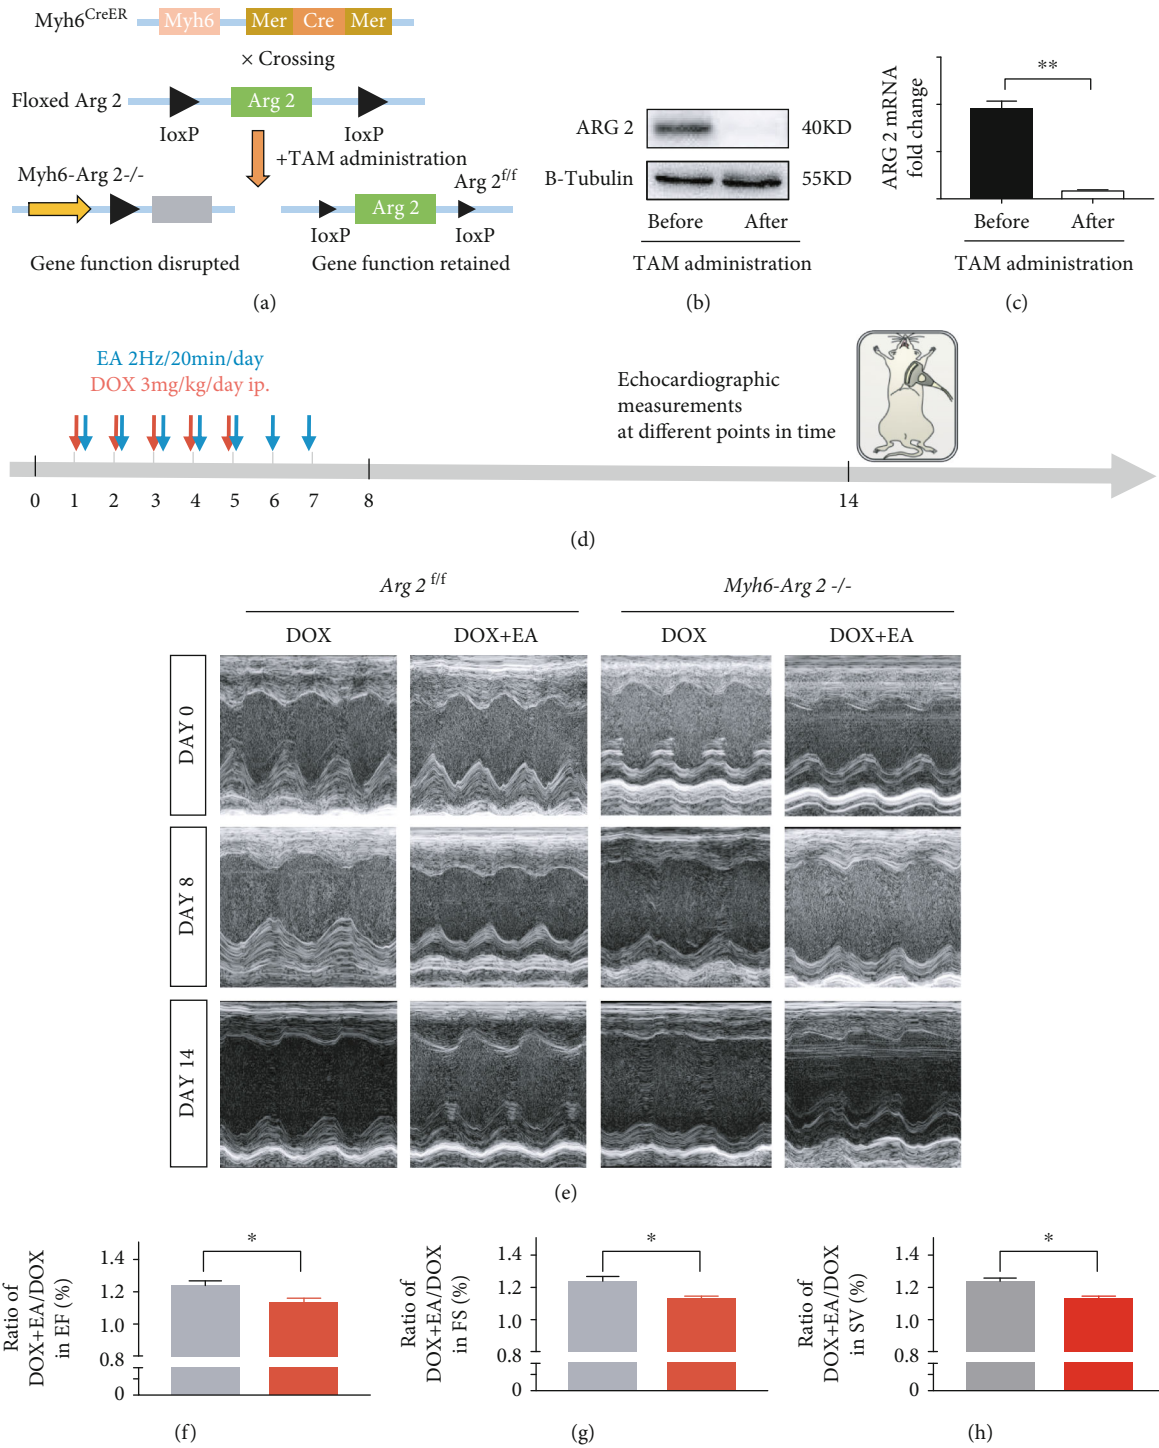 Myh6CreER
Myh6
Mer
Cre
Mer
× Crossing
Floxed Arg 2
Arg 2
IoxP
IoxP
+TAM administration
Myh6-Arg 2-/-
Arg 2f/f
Arg 2
IoxP
IoxP
Gene function disrupted
Gene function retained
(a)
ARG 2
40KD
B-Tubulin
55KD
Before
After
TAM administration
(b)
ARG 2 mRNA
fold change
**
Before
After
TAM administration
(c)
EA 2Hz/20min/day
DOX 3mg/kg/day ip.
Echocardiographic
measurements
at different points in time
0 1 2 3 4 5 6 7 8 14
(d)
Arg 2 f/f
Myh6-Arg 2 -/-
DOX
DOX+EA
DOX
DOX+EA
DAY 0
DAY 8
DAY 14
(e)
Ratio of
DOX+EA/DOX
in EF (%)
1.4
1.2
1.0
0.8
0
*
(f)
Ratio of
DOX+EA/DOX
in FS (%)
1.4
1.2
1.0
0.8
0
*
(g)
Ratio of
DOX+EA/DOX
in SV (%)
1.4
1.2
1.0
0.8
0
*
(h)